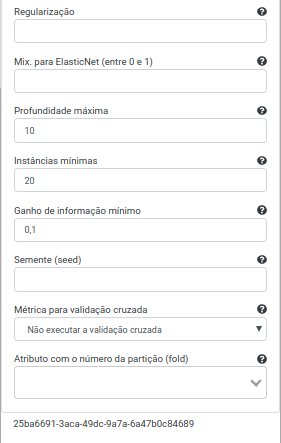 Regularização
Mix. para ElasticNet (entre 0 e 1)
Profundidade máxima
10
Instâncias mínimas
20
Ganho de informação mínimo
0,1
Semente (seed)
Métrica para validação cruzada
Não executar a validação cruzada
Atributo com o número da partição (fold)
25ba6691-3aca-49dc-9a7a-6a47b0c84689